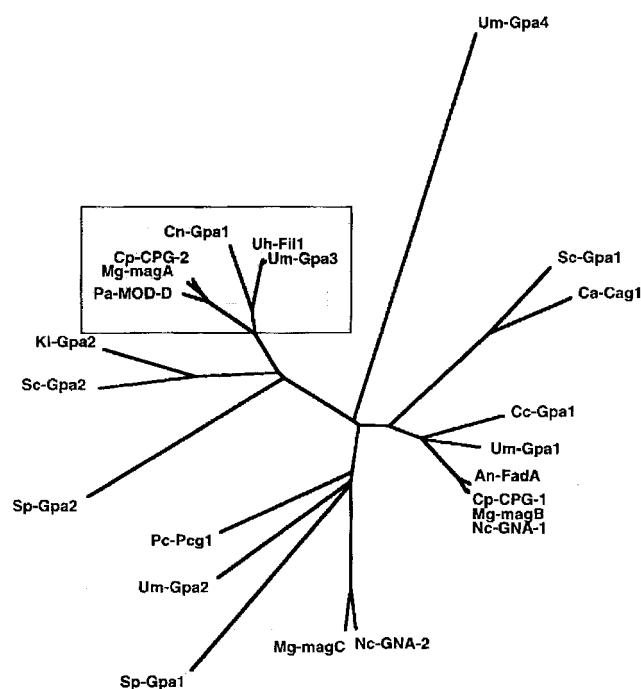 Um-Gpa4
Cn-Gpa1
Uh-Fil1
Um-Gpa3
Cp-CPG-2
Mg-magA
Pa-MOD-D
Sc-Gpa1
Ca-Cag1
Kl-Gpa2
Sc-Gpa2
Cc-Gpa1
Um-Gpa1
An-FadA
Cp-CPG-1
Mg-magB
Nc-GNA-1
Sp-Gpa2
Pc-Pcg1
Um-Gpa2
Mg-magC
Nc-GNA-2
Sp-Gpa1